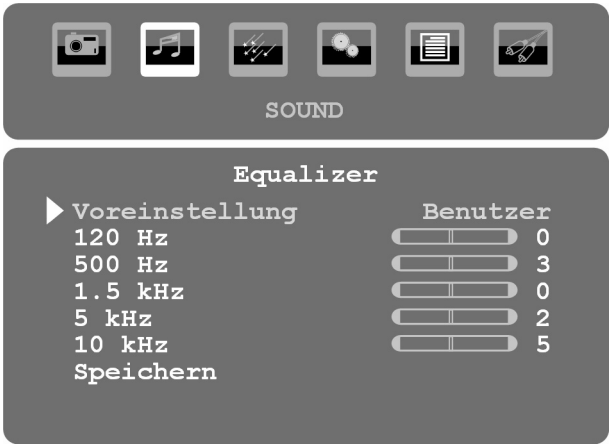 SOUND
Equalizer
Voreinstellung Benutzer
120 Hz 0
500 Hz 3
1.5 kHz 0
5 kHz 2
10 kHz 5
Speichern